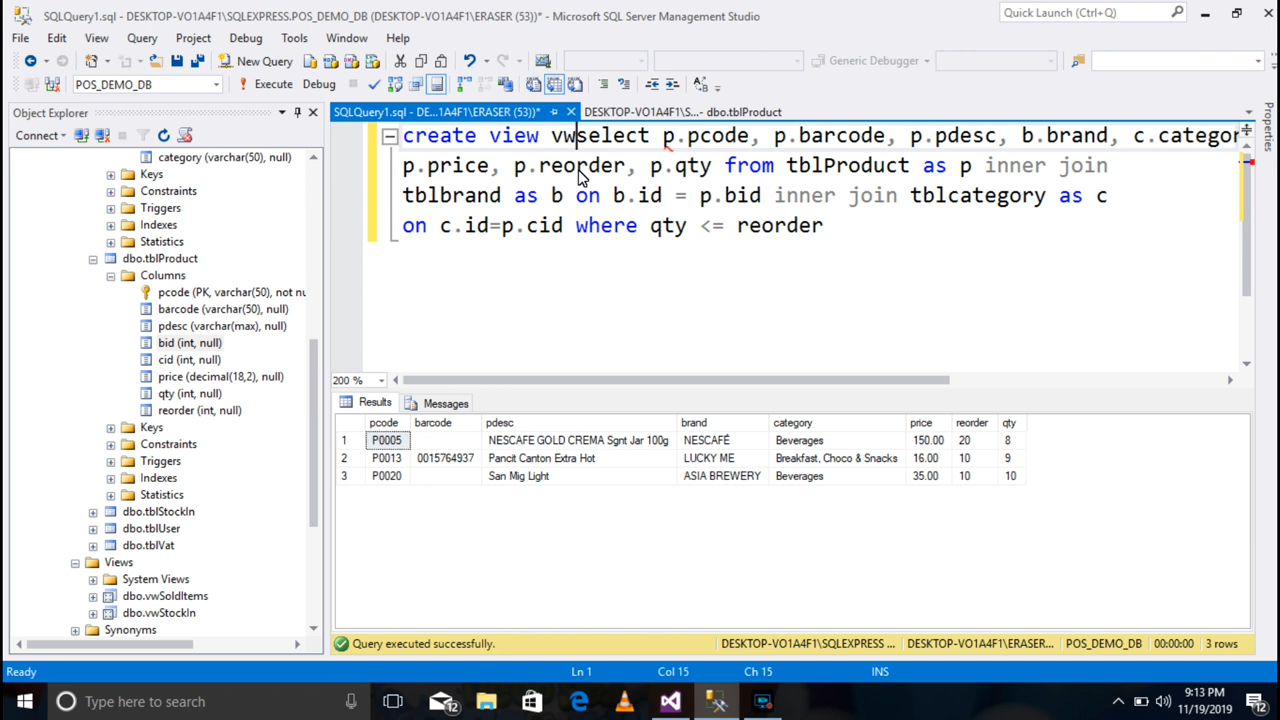 SQLQuery1.sql - DESKTOP-VO1A4F1\SQLEXPRESS.POS_DEMO_DB (DESKTOP-VO1A4F1\ERASER (53))* - Microsoft SQL Server Management Studio
Quick Launch (Ctrl+Q)
File Edit View Query Project Debug Tools Window Help
New Query
Generic Debugger
POS_DEMO_DB
Execute Debug
Object Explorer
SQLQuery1.sql - DE...1A4F1\ERASER (53))*
DESKTOP-VO1A4F1\S...- dbo.tblProduct
Connect
Properties
create view vwselect p.pcode, p.barcode, p.pdesc, b.brand, c.categor
p.price, p.reorder, p.qty from tblProduct as p inner join
tblbrand as b on b.id = p.bid inner join tblcategory as c
on c.id=p.cid where qty <= reorder
category (varchar(50), null)
Keys
Constraints
Triggers
Indexes
Statistics
dbo.tblProduct
Columns
pcode (PK, varchar(50), not nu
barcode (varchar(50), null)
pdesc (varchar(max), null)
bid (int, null)
cid (int, null)
price (decimal(18,2), null)
qty (int, null)
reorder (int, null)
Keys
Constraints
Triggers
Indexes
Statistics
dbo.tblStockIn
dbo.tblUser
dbo.tblVat
Views
System Views
dbo.vwSoldItems
dbo.vwStockIn
Synonyms
200 %
Results Messages
pcode barcode pdesc brand category price reorder qty
1 P0005 NESCAFE GOLD CREMA Sgnt Jar 100g NESCAFÉ Beverages 150.00 20 8
2 P0013 0015764937 Pancit Canton Extra Hot LUCKY ME Breakfast, Choco & Snacks 16.00 10 9
3 P0020 San Mig Light ASIA BREWERY Beverages 35.00 10 10
Query executed successfully.
DESKTOP-VO1A4F1\SQLEXPRESS ... DESKTOP-VO1A4F1\ERASER... POS_DEMO_DB 00:00:00 3 rows
Ready Ln 1 Col 15 Ch 15 INS
Type here to search
12
9:13 PM
11/19/2019
12